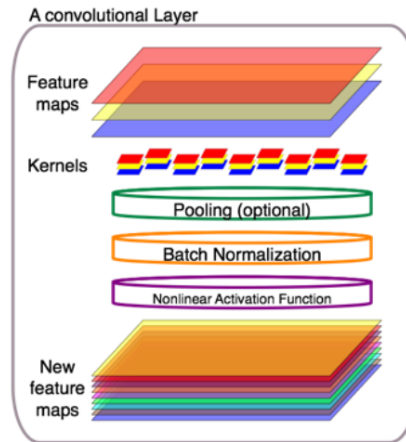 A convolutional Layer
Feature
maps
Kernels
Pooling (optional)
Batch Normalization
Nonlinear Activation Function
New
feature
maps